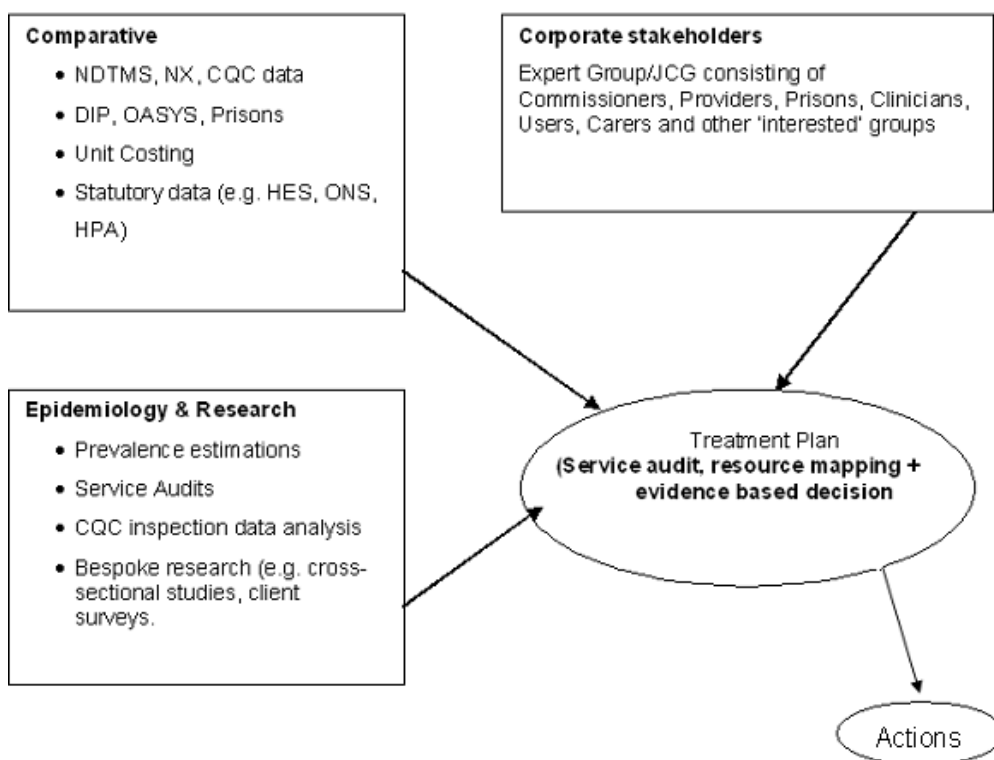 Comparative
• NDTMS, NX, CQC data
• DIP, OASYS, Prisons
• Unit Costing
• Statutory data (e.g. HES, ONS,
HPA)
Corporate stakeholders
Expert Group/JCG consisting of
Commissioners, Providers, Prisons, Clinicians,
Users, Carers and other 'interested' groups
Epidemiology & Research
• Prevalence estimations
• Service Audits
• CQC inspection data analysis
• Bespoke research (e.g. cross-
sectional studies, client
surveys.
Treatment Plan
(Service audit, resource mapping +
evidence based decision
Actions